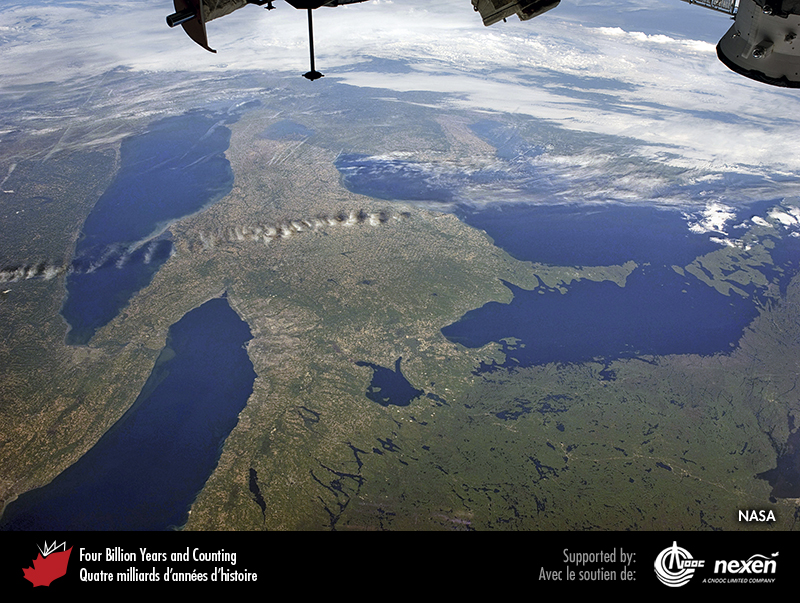 NASA
Four Billion Years and Counting
Quatre milliards d'années d'histoire
Supported by:
Avec le soutien de:
CNOOC nexen
A CNOOC LIMITED COMPANY